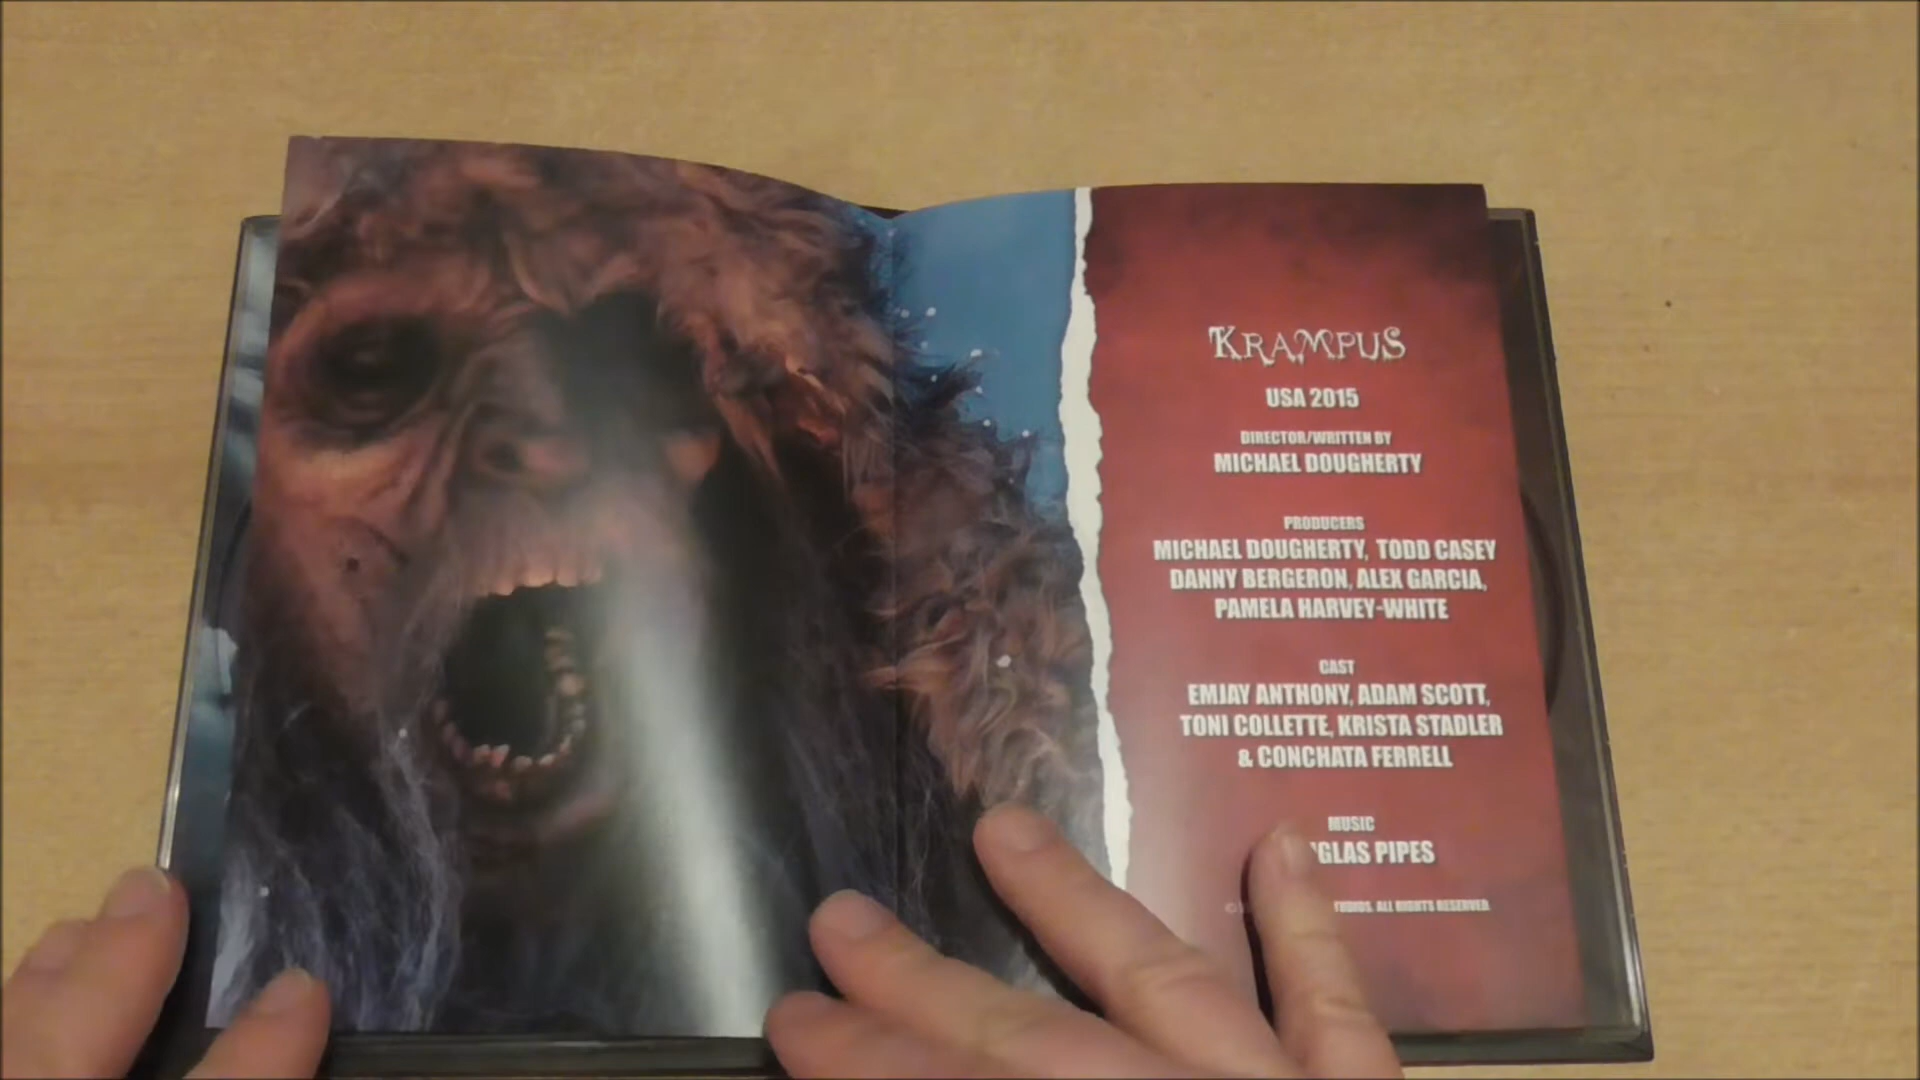 KRAMPUS
USA 2015
DIRECTOR/WRITTEN BY
MICHAEL DOUGHERTY
PRODUCERS
MICHAEL DOUGHERTY, TODD CASEY
DANNY BERGERON, ALEX GARCIA,
PAMELA HARVEY-WHITE
CAST
EMJAY ANTHONY, ADAM SCOTT,
TONI COLLETTE, KRISTA STADLER
& CONCHATA FERRELL
MUSIC
GLAS PIPES
ALL RIGHTS RESERVED.